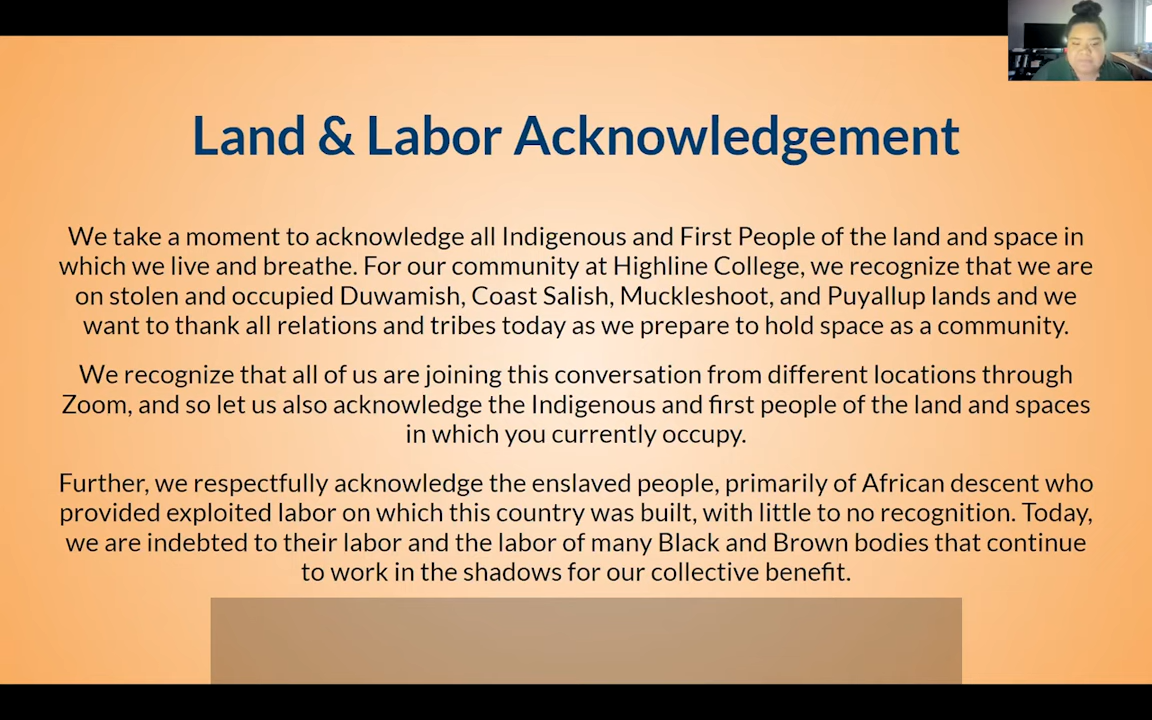 Land & Labor Acknowledgement
We take a moment to acknowledge all Indigenous and First People of the land and space in
which we live and breathe. For our community at Highline College, we recognize that we are
on stolen and occupied Duwamish, Coast Salish, Muckleshoot, and Puyallup lands and we
want to thank all relations and tribes today as we prepare to hold space as a community.
We recognize that all of us are joining this conversation from different locations through
Zoom, and so let us also acknowledge the Indigenous and first people of the land and spaces
in which you currently occupy.
Further, we respectfully acknowledge the enslaved people, primarily of African descent who
provided exploited labor on which this country was built, with little to no recognition. Today,
we are indebted to their labor and the labor of many Black and Brown bodies that continue
to work in the shadows for our collective benefit.